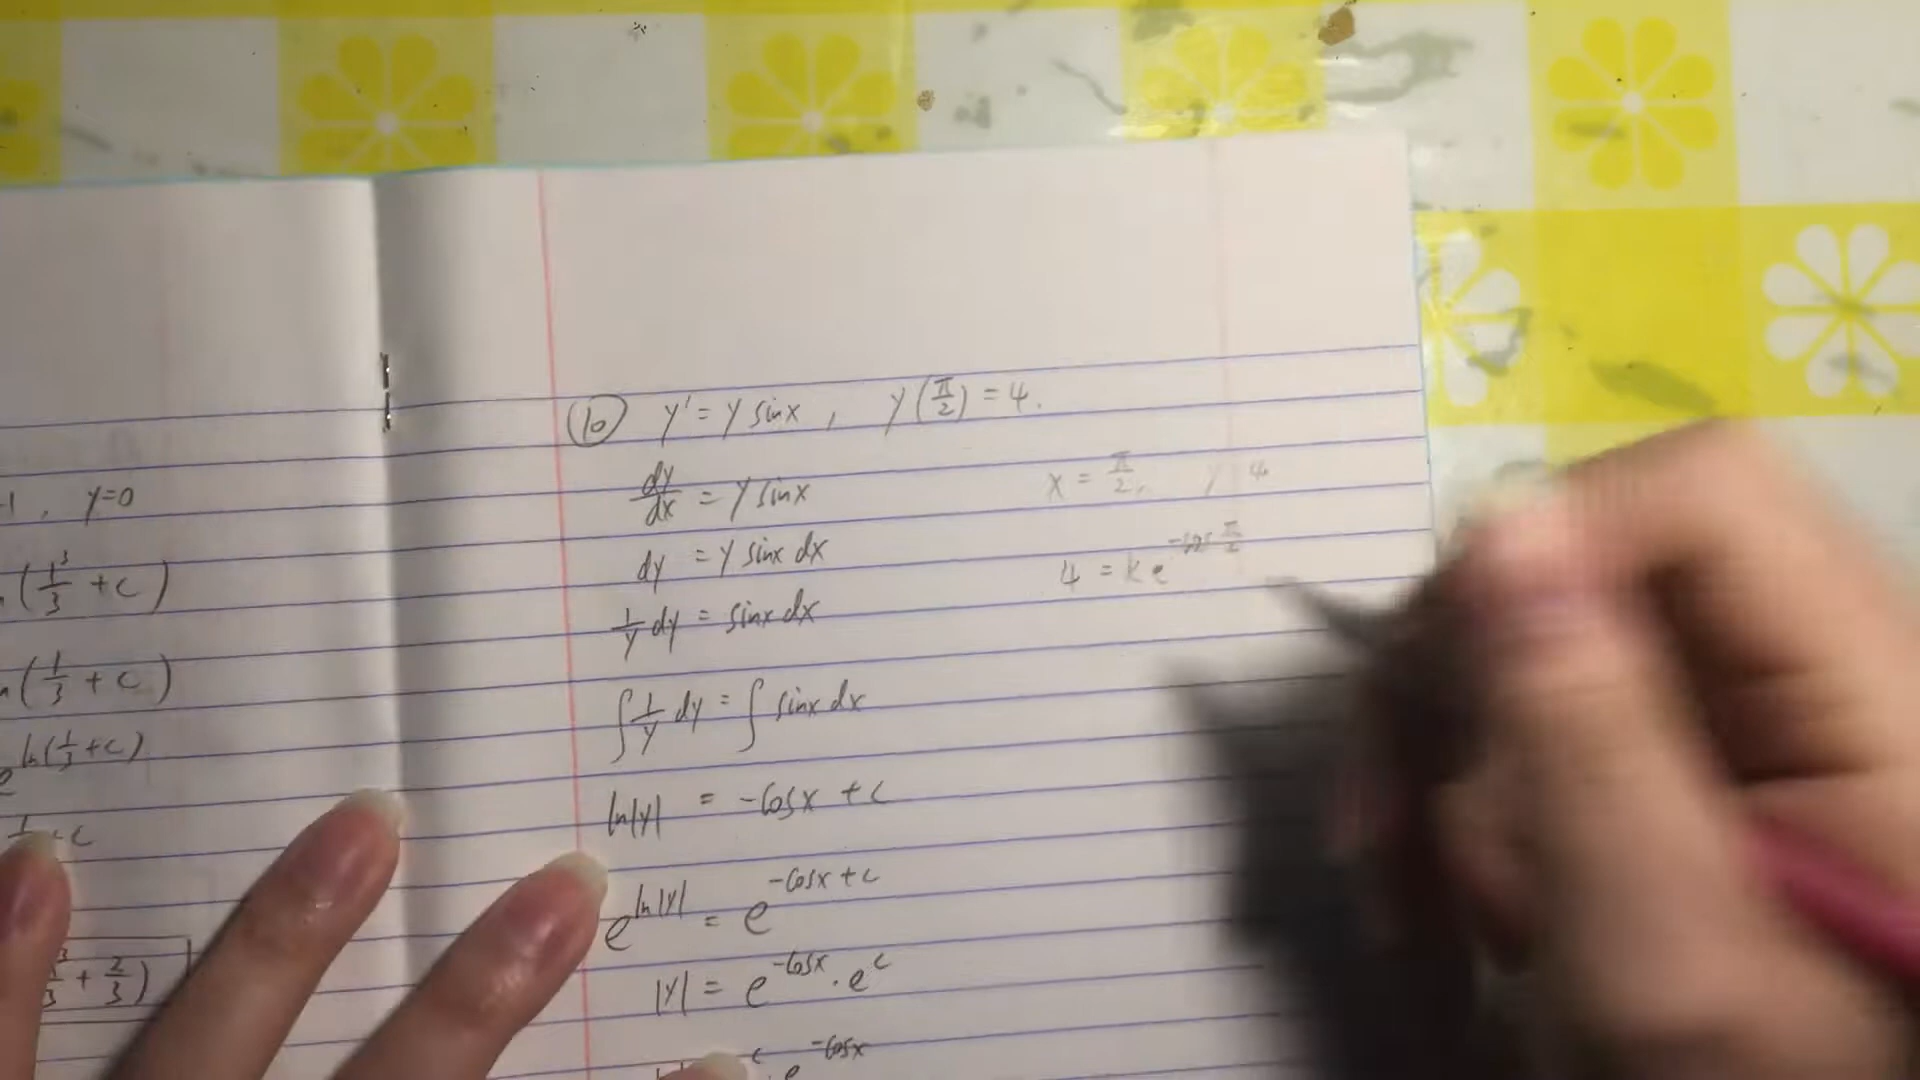 -1, y=0
(1³/3 + c)
(1/3 + c)
ln(1/3 + c)
+ c
+ 2/3)
⑩ y' = y sinx, y(π/2) = 4.
dy/dx = y sinx
dy = y sinx dx
1/y dy = sinx dx
∫ 1/y dy = ∫ sinx dx
ln|y| = -cosx + c
e^(ln|y|) = e^(-cosx + c)
|y| = e^(-cosx) · e^c
e^(-cosx)
x = π/2, y 4
4 = k e^(-cos π/2)